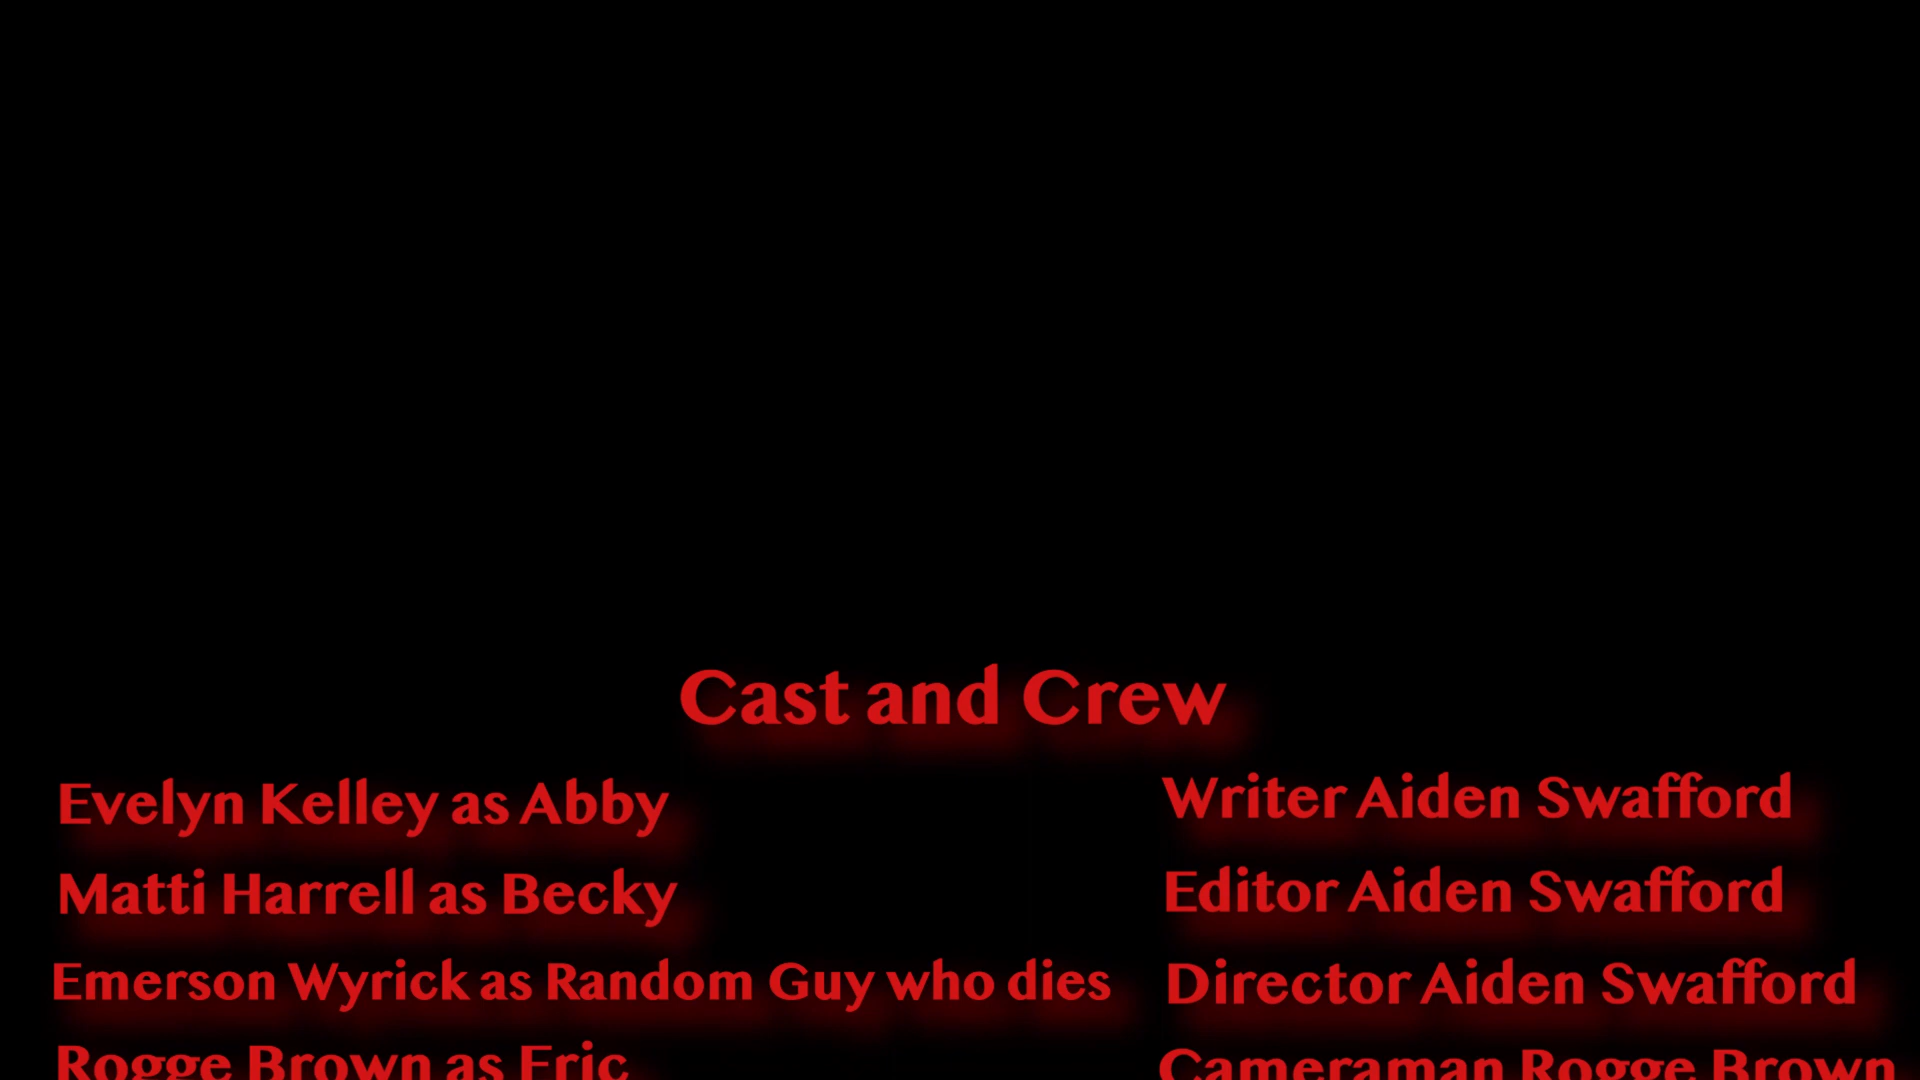 Cast and Crew
Evelyn Kelley as Abby
Matti Harrell as Becky
Emerson Wyrick as Random Guy who dies
Rogge Brown as Eric
Writer Aiden Swafford
Editor Aiden Swafford
Director Aiden Swafford
Cameraman Rogge Brown